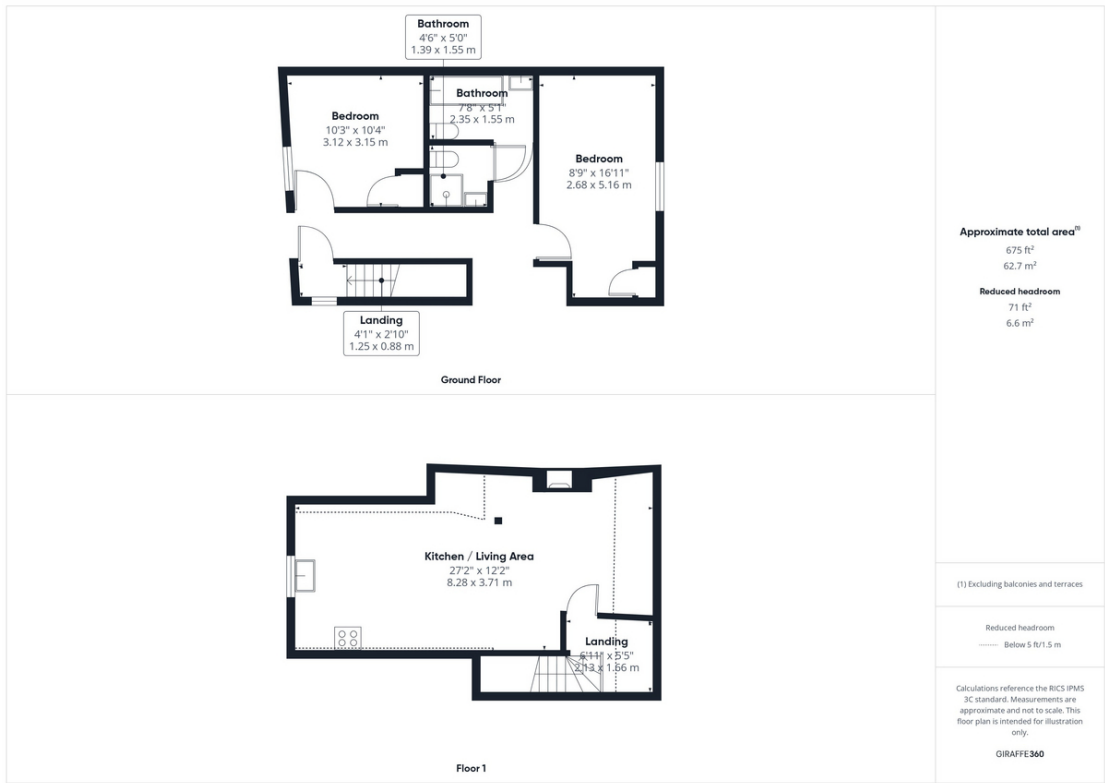 Bathroom
4'6" x 5'0"
1.39 x 1.55 m
Bathroom
7'8" x 5'1"
2.35 x 1.55 m
Bedroom
10'3" x 10'4"
3.12 x 3.15 m
Bedroom
8'9" x 16'11"
2.68 x 5.16 m
Landing
4'1" x 2'10"
1.25 x 0.88 m
Ground Floor
Kitchen / Living Area
27'2" x 12'2"
8.28 x 3.71 m
Landing
6'11" x 5'5"
2.13 x 1.66 m
Floor 1
Approximate total area(1)
675 ft²
62.7 m²
Reduced headroom
71 ft²
6.6 m²
(1) Excluding balconies and terraces
Reduced headroom
Below 5 ft/1.5 m
Calculations reference the RICS IPMS
3C standard. Measurements are
approximate and not to scale. This
floor plan is intended for illustration
only.
GIRAFFE360